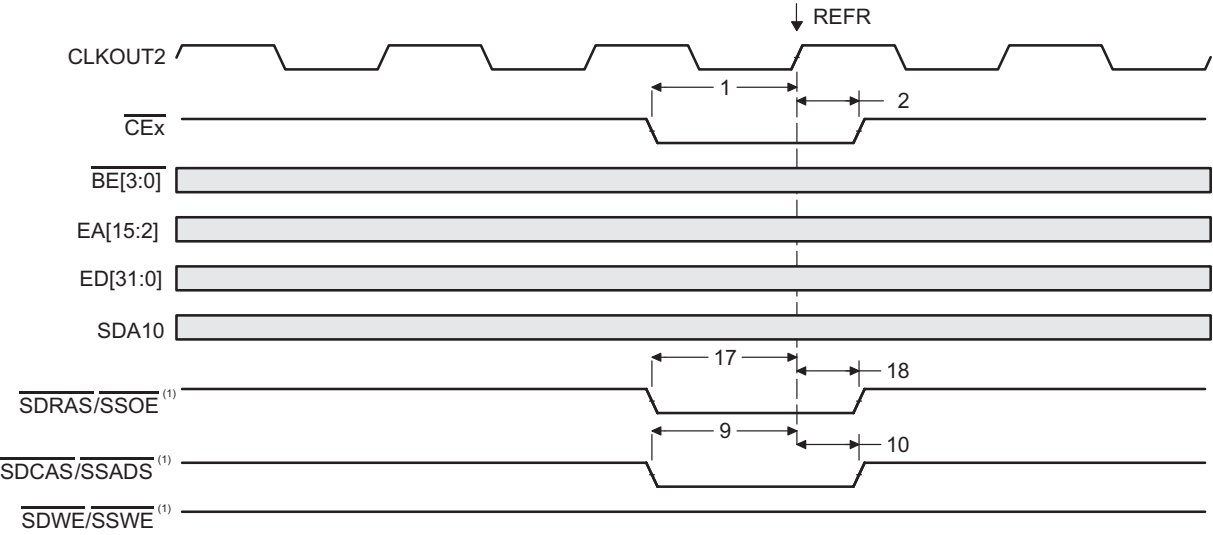 REFR
CLKOUT2
1
2
CEx
BE[3:0]
EA[15:2]
ED[31:0]
SDA10
17
18
SDRAS/SSOE (1)
9
10
SDCAS/SSADS (1)
SDWE/SSWE (1)